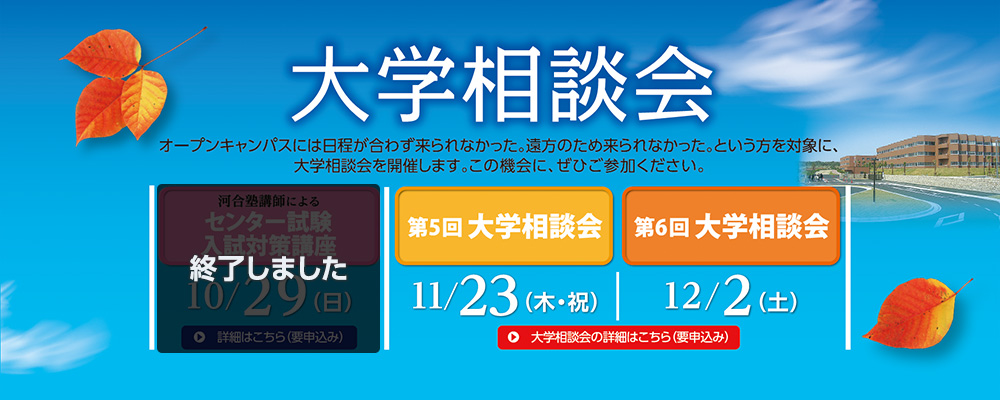 大学相談会
オープンキャンパスには日程が合わず来られなかった。遠方のため来られなかった。という方を対象に、
大学相談会を開催します。この機会に、ぜひご参加ください。
河合塾講師による
センター試験
入試対策講座
終了しました
10/29(日)
詳細はこちら(要申込み)
第5回 大学相談会
11/23(木・祝)
第6回 大学相談会
12/2(土)
大学相談会の詳細はこちら(要申込み)